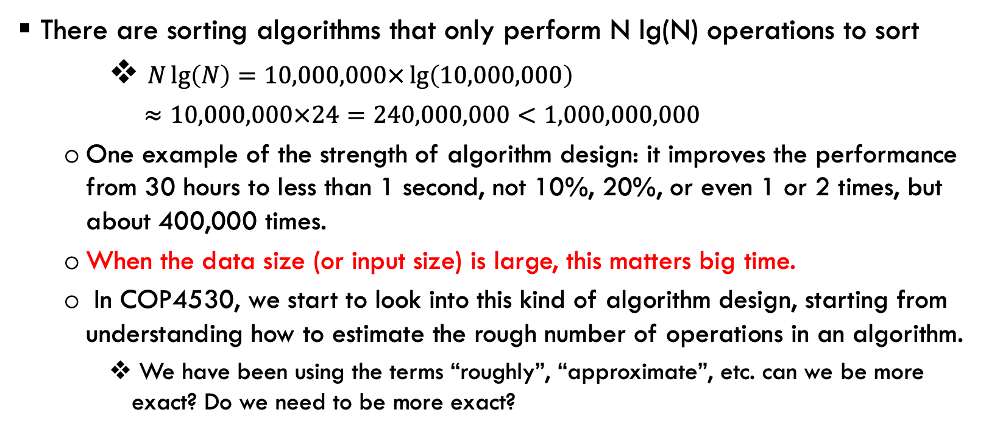 ▪ There are sorting algorithms that only perform N lg(N) operations to sort
❖ N lg(N) = 10,000,000× lg(10,000,000)
≈ 10,000,000×24 = 240,000,000 < 1,000,000,000
o One example of the strength of algorithm design: it improves the performance
from 30 hours to less than 1 second, not 10%, 20%, or even 1 or 2 times, but
about 400,000 times.
o When the data size (or input size) is large, this matters big time.
o In COP4530, we start to look into this kind of algorithm design, starting from
understanding how to estimate the rough number of operations in an algorithm.
❖ We have been using the terms “roughly”, “approximate”, etc. can we be more
exact? Do we need to be more exact?